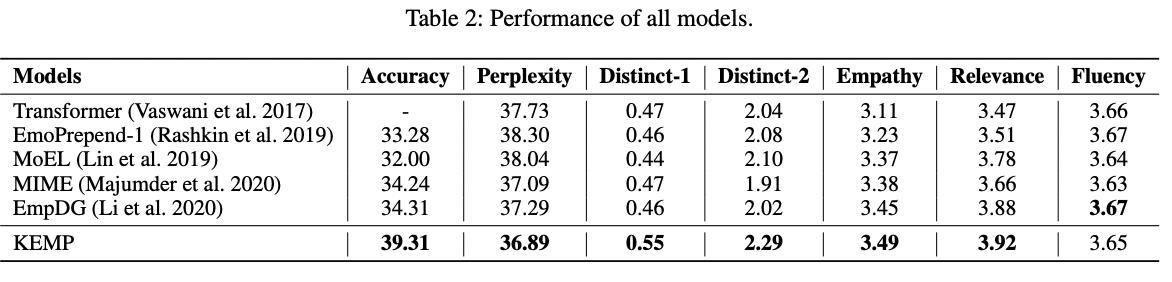 Table 2: Performance of all models.
Models Accuracy Perplexity Distinct-1 Distinct-2 Empathy Relevance Fluency
Transformer (Vaswani et al. 2017) - 37.73 0.47 2.04 3.11 3.47 3.66
EmoPrepend-1 (Rashkin et al. 2019) 33.28 38.30 0.46 2.08 3.23 3.51 3.67
MoEL (Lin et al. 2019) 32.00 38.04 0.44 2.10 3.37 3.78 3.64
MIME (Majumder et al. 2020) 34.24 37.09 0.47 1.91 3.38 3.66 3.63
EmpDG (Li et al. 2020) 34.31 37.29 0.46 2.02 3.45 3.88 3.67
KEMP 39.31 36.89 0.55 2.29 3.49 3.92 3.65